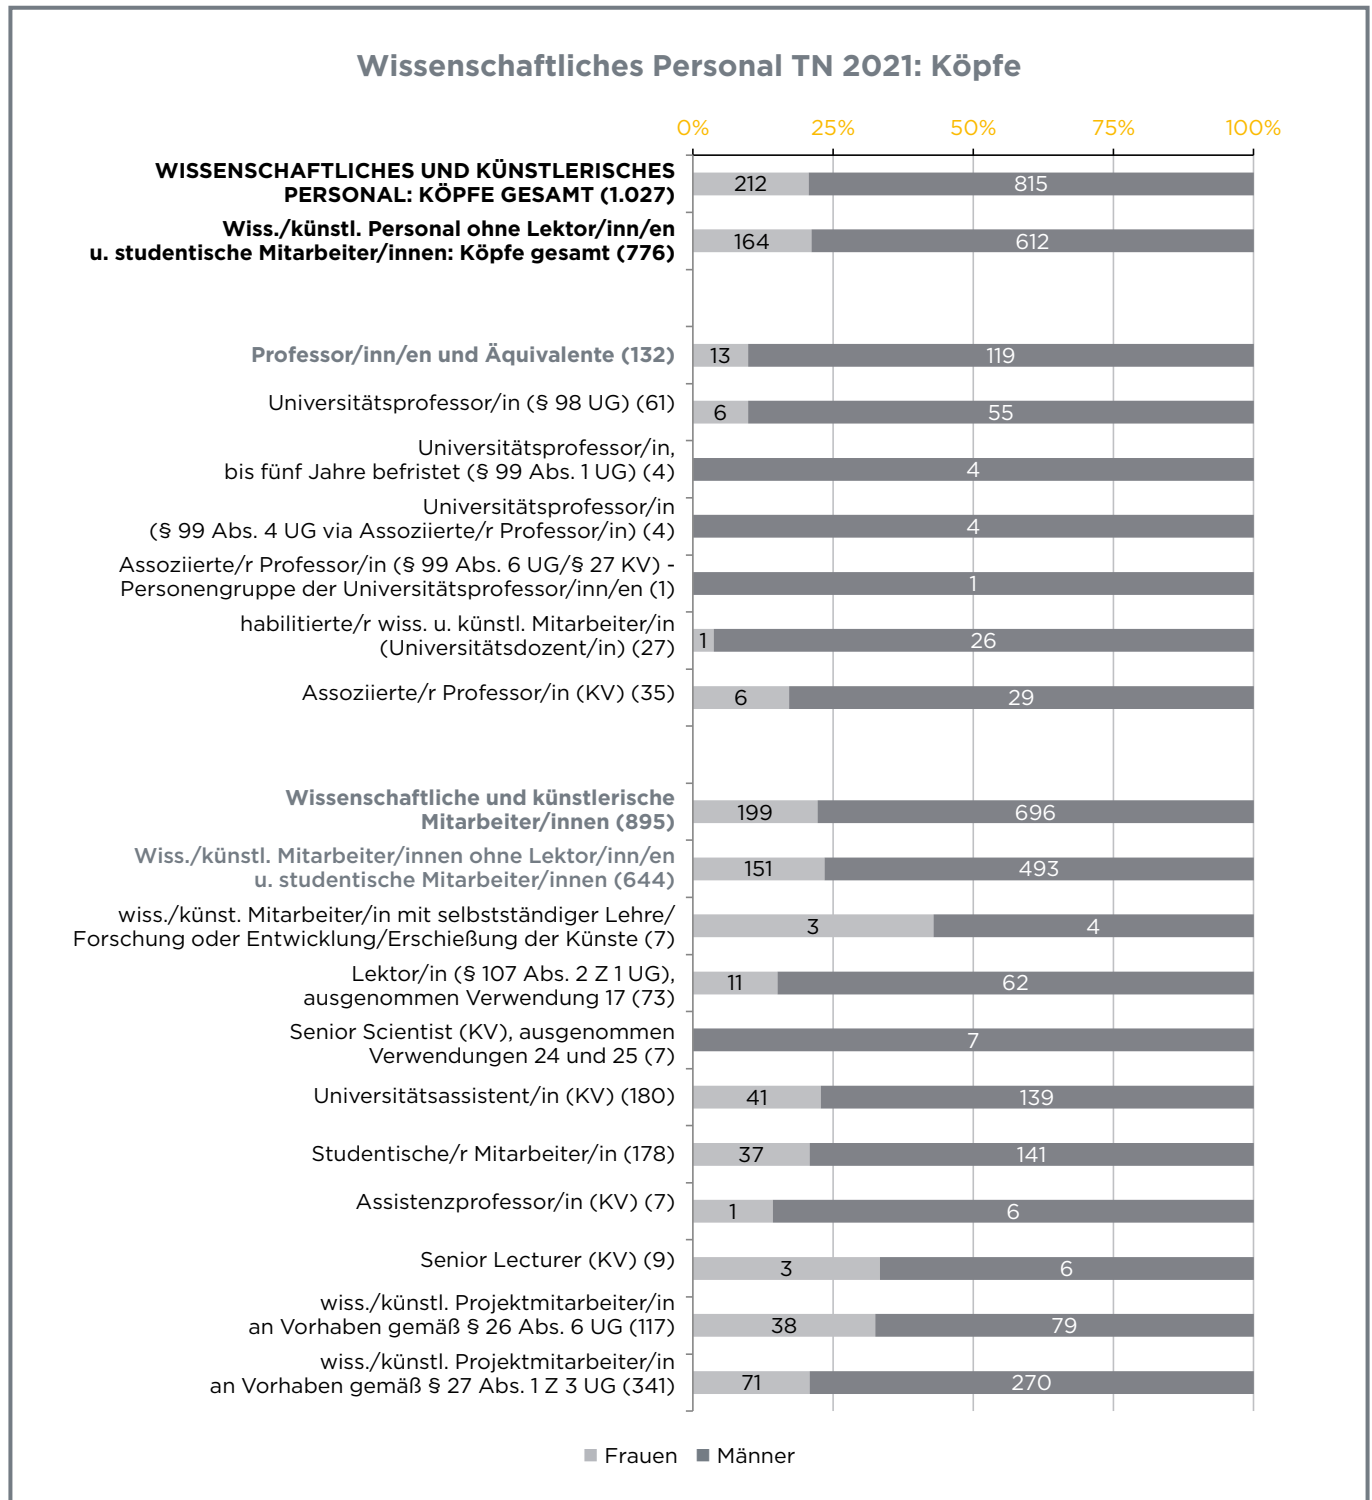 Wissenschaftliches Personal TN 2021: Köpfe
0% 25% 50% 75% 100%
WISSENSCHAFTLICHES UND KÜNSTLERISCHES
PERSONAL: KÖPFE GESAMT (1.027)
212 815
Wiss./künstl. Personal ohne Lektor/inn/en
u. studentische Mitarbeiter/innen: Köpfe gesamt (776)
164 612
Professor/inn/en und Äquivalente (132)
13 119
Universitätsprofessor/in (§ 98 UG) (61)
6 55
Universitätsprofessor/in,
bis fünf Jahre befristet (§ 99 Abs. 1 UG) (4)
4
Universitätsprofessor/in
(§ 99 Abs. 4 UG via Assoziierte/r Professor/in) (4)
4
Assoziierte/r Professor/in (§ 99 Abs. 6 UG/§ 27 KV) -
Personengruppe der Universitätsprofessor/inn/en (1)
1
habilitierte/r wiss. u. künstl. Mitarbeiter/in
(Universitätsdozent/in) (27)
1 26
Assoziierte/r Professor/in (KV) (35)
6 29
Wissenschaftliche und künstlerische
Mitarbeiter/innen (895)
199 696
Wiss./künstl. Mitarbeiter/innen ohne Lektor/inn/en
u. studentische Mitarbeiter/innen (644)
151 493
wiss./künst. Mitarbeiter/in mit selbstständiger Lehre/
Forschung oder Entwicklung/Erschießung der Künste (7)
3 4
Lektor/in (§ 107 Abs. 2 Z 1 UG),
ausgenommen Verwendung 17 (73)
11 62
Senior Scientist (KV), ausgenommen
Verwendungen 24 und 25 (7)
7
Universitätsassistent/in (KV) (180)
41 139
Studentische/r Mitarbeiter/in (178)
37 141
Assistenzprofessor/in (KV) (7)
1 6
Senior Lecturer (KV) (9)
3 6
wiss./künstl. Projektmitarbeiter/in
an Vorhaben gemäß § 26 Abs. 6 UG (117)
38 79
wiss./künstl. Projektmitarbeiter/in
an Vorhaben gemäß § 27 Abs. 1 Z 3 UG (341)
71 270
Frauen Männer